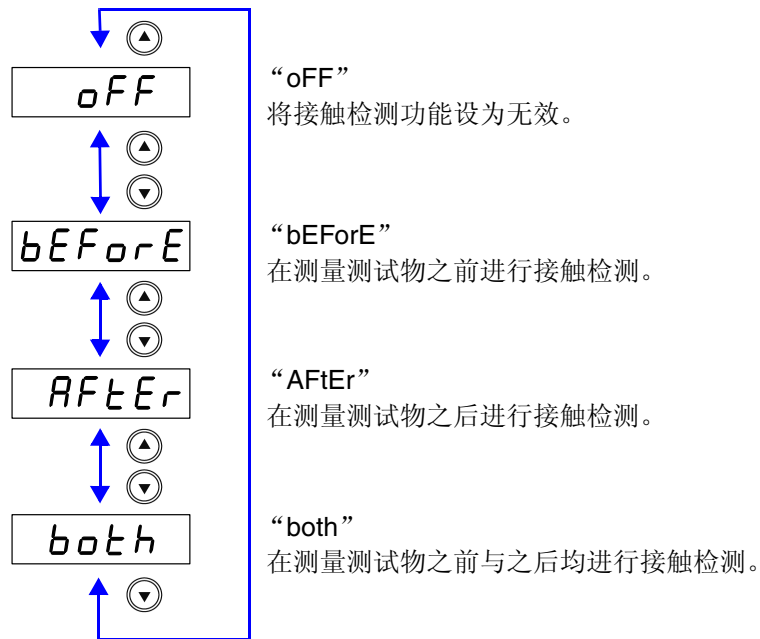 oFF
“oFF”
将接触检测功能设为无效。
bEForE
“bEForE”
在测量测试物之前进行接触检测。
AFtEr
“AFtEr”
在测量测试物之后进行接触检测。
both
“both”
在测量测试物之前与之后均进行接触检测。